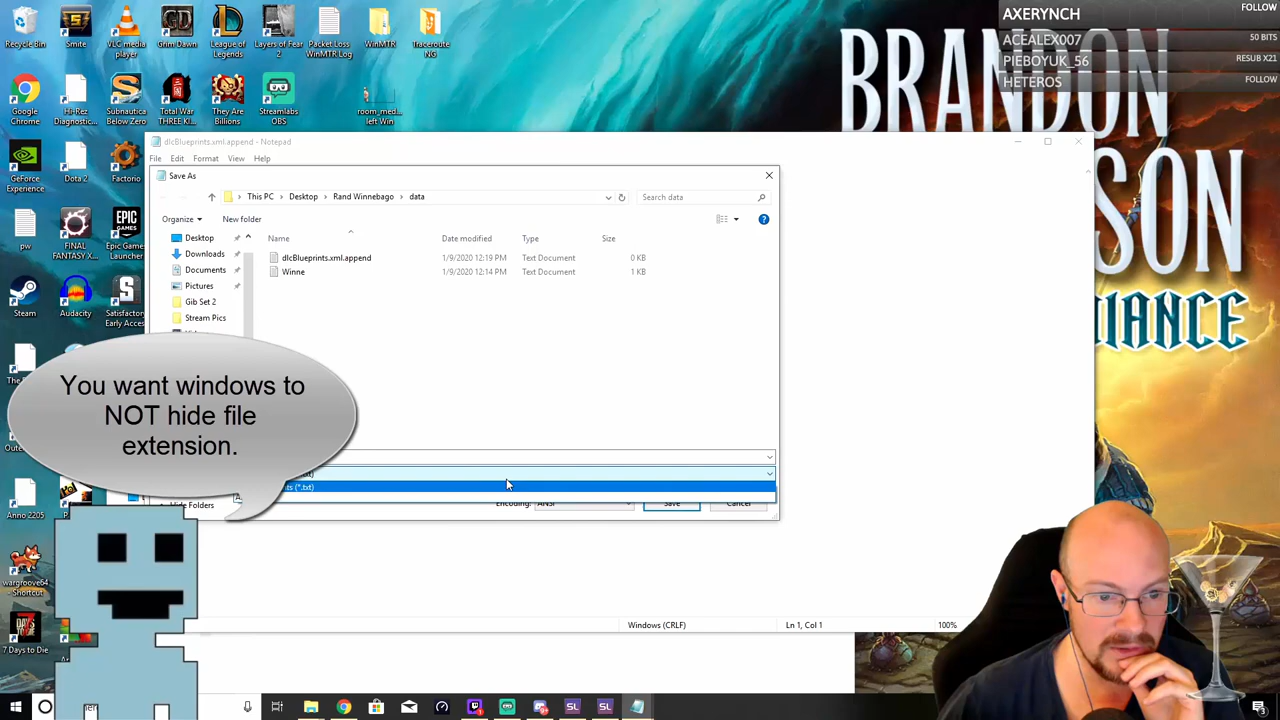 Recycle Bin
Smite
VLC media player
Grim Dawn
League of Legends
Layers of Fear 2
Packet Loss WinMTR.Log
WinMTR
Traceroute NG
BRANDON
AXERYNCH
FOLLOW
ACEALEX007
50 BITS
PIEBOYUK_56
RESUB X21
HETEROS
FOLLOW
Google Chrome
Hi-Rez Diagnostic...
Subnautica Below Zero
Total War THREE KI...
They Are Billions
Streamlabs OBS
room_med... left Win
dlcBlueprints.xml.append - Notepad
File Edit Format View Help
GeForce Experience
Dota 2
Factorio
Save As
This PC > Desktop > Rand Winnebago > data
Search data
Organize
New folder
pw
FINAL FANTASY X...
Epic Games Launcher
Desktop
Downloads
Documents
Pictures
Gib Set 2
Stream Pics
Name
Date modified
Type
Size
dlcBlueprints.xml.append
1/9/2020 12:19 PM
Text Document
0 KB
Winne
1/9/2020 12:14 PM
Text Document
1 KB
Steam
Audacity
Satisfactory Early Acces...
You want windows to
NOT hide file
extension.
(*.txt)
Hide Folders
Encoding:
ANSI
Save
Cancel
Anno 2205
wargroove64 - Shortcut
7 Days to Die
Windows (CRLF)
Ln 1, Col 1
100%